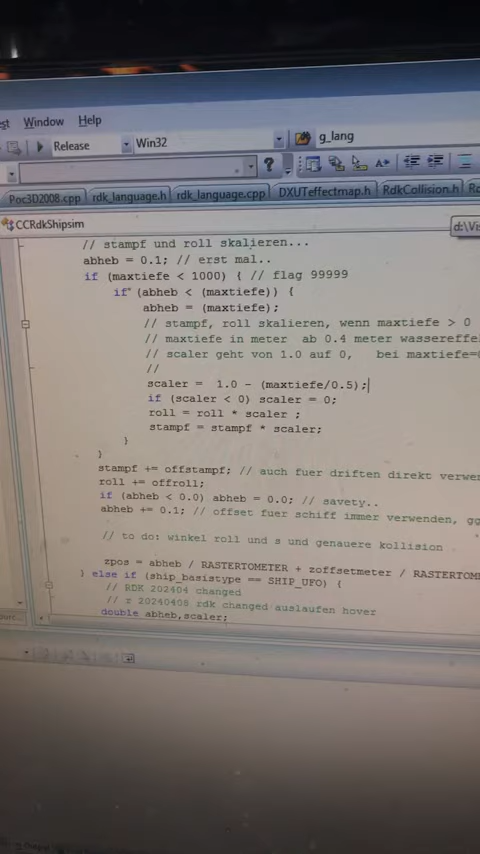 Window Help
Release Win32 g_lang
Poc3D2008.cpp rdk_language.h rdk_language.cpp DXUTeffectmap.h RdkCollision.h
CCRdkShipsim
// stampf und roll skalieren...
abheb = 0.1; // erst mal..
if (maxtiefe < 1000) { // flag 99999
if (abheb < (maxtiefe)) {
abheb = (maxtiefe);
// stampf, roll skalieren, wenn maxtiefe > 0
// maxtiefe in meter ab 0.4 meter wassereffe
// scaler geht von 1.0 auf 0, bei maxtiefe=
//
scaler = 1.0 - (maxtiefe/0.5);
if (scaler < 0) scaler = 0;
roll = roll * scaler ;
stampf = stampf * scaler;
}
}
stampf += offstampf; // auch fuer driften direkt verwe
roll += offroll;
if (abheb < 0.0) abheb = 0.0; // savety..
abheb += 0.1; // offset fuer schiff immer verwenden, gg
// to do: winkel roll und s und genauere kollision
zpos = abheb / RASTERTOMETER + zoffsetmeter / RASTERTOM
} else if (ship_basistype == SHIP_UFO) {
// RDK 202404 changed
// z 20240408 rdk changed auslaufen hover
double abheb,scaler;